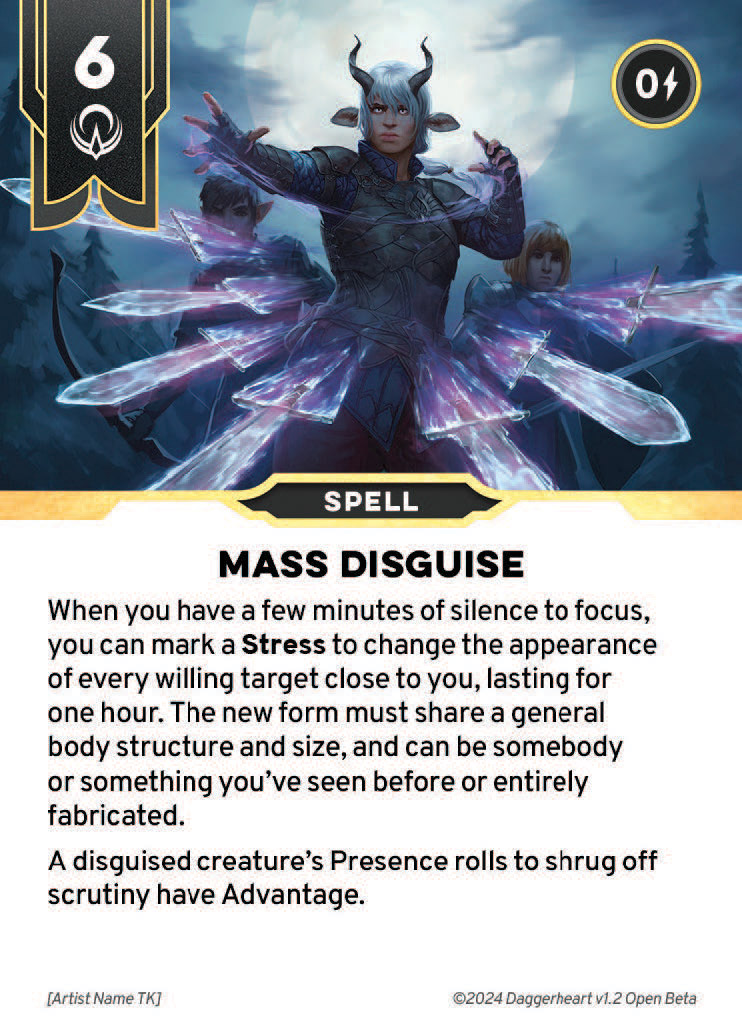 6
0
SPELL
MASS DISGUISE
When you have a few minutes of silence to focus,
you can mark a Stress to change the appearance
of every willing target close to you, lasting for
one hour. The new form must share a general
body structure and size, and can be somebody
or something you've seen before or entirely
fabricated.
A disguised creature's Presence rolls to shrug off
scrutiny have Advantage.
[Artist Name TK]
©2024 Daggerheart v1.2 Open Beta